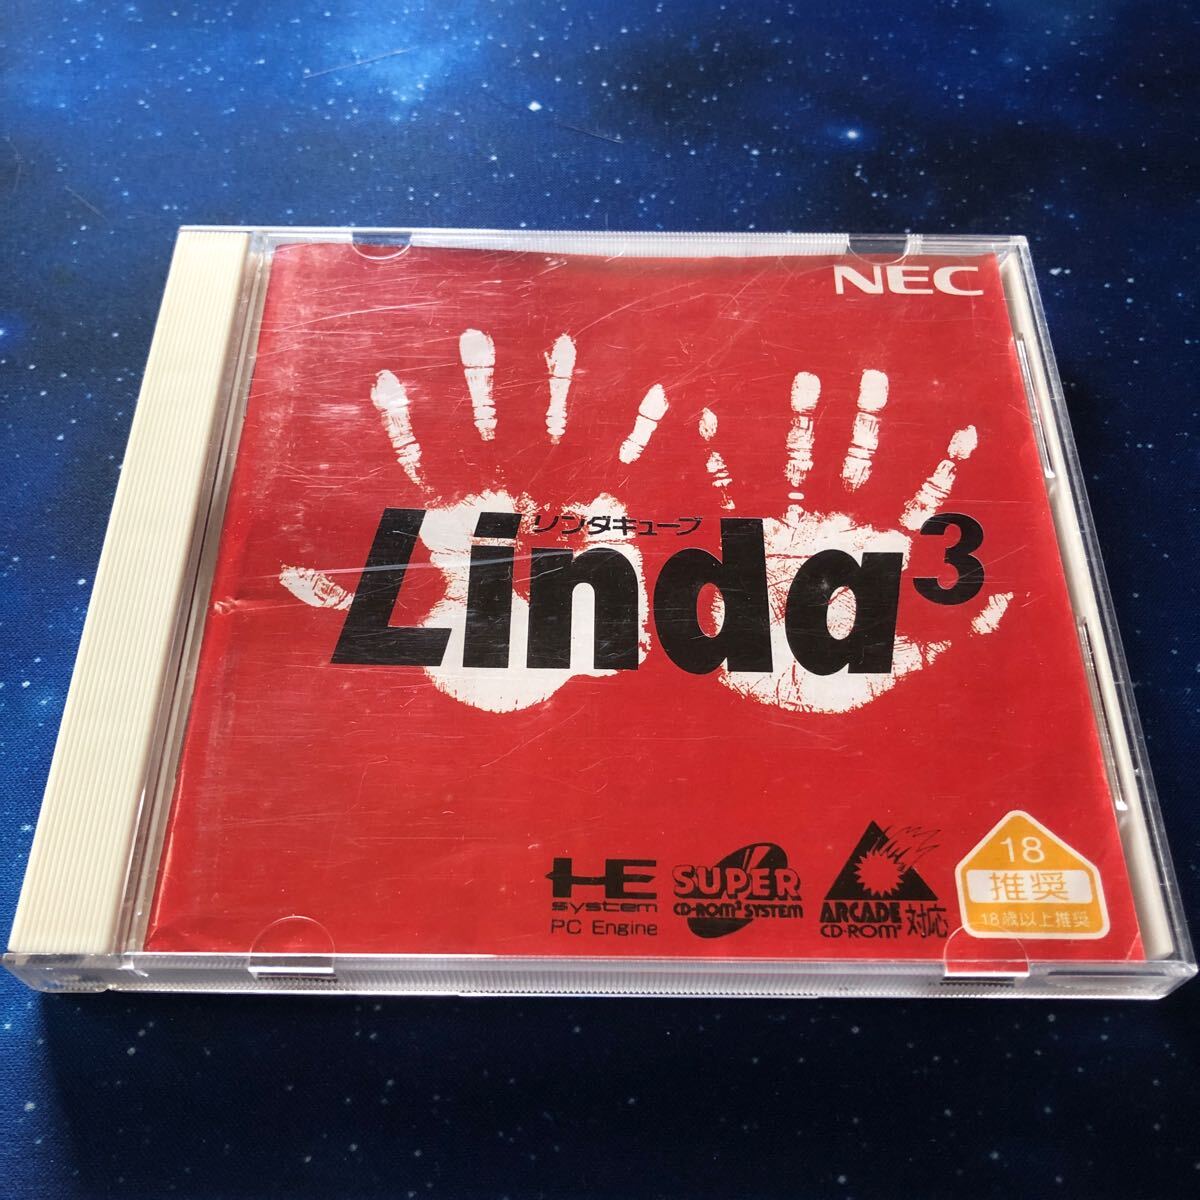 NEC
リンダキューブ
Linda³
HE
system
PC Engine
SUPER
CD-ROM² SYSTEM
ARCADE
CD-ROM²
対応
18
推奨
18歳以上推奨